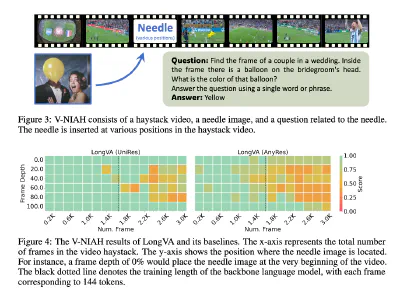 Needle
(various positions)
Question: Find the frame of a couple in a wedding. Inside
the frame there is a balloon on the bridegroom's head.
What is the color of that balloon?
Answer the question using a single word or phrase.
Answer: Yellow
Figure 3: V-NIAH consists of a haystack video, a needle image, and a question related to the needle.
The needle is inserted at various positions in the haystack video.
LongVA (UniRes)
LongVA (AnyRes)
Frame Depth
0.0
20.0
40.0
60.0
80.0
100.0
0.2K 0.6K 1.0K 1.4K 1.8K 2.2K 2.6K 3.0K
0.2K 0.6K 1.0K 1.4K 1.8K 2.2K 2.6K 3.0K
Num. Frame
Num. Frame
1.00
0.75
0.50
0.25
0.00
Score
Figure 4: The V-NIAH results of LongVA and its baselines. The x-axis represents the total number
of frames in the video haystack. The y-axis shows the position where the needle image is located.
For instance, a frame depth of 0% would place the needle image at the very beginning of the video.
The black dotted line denotes the training length of the backbone language model, with each frame
corresponding to 144 tokens.